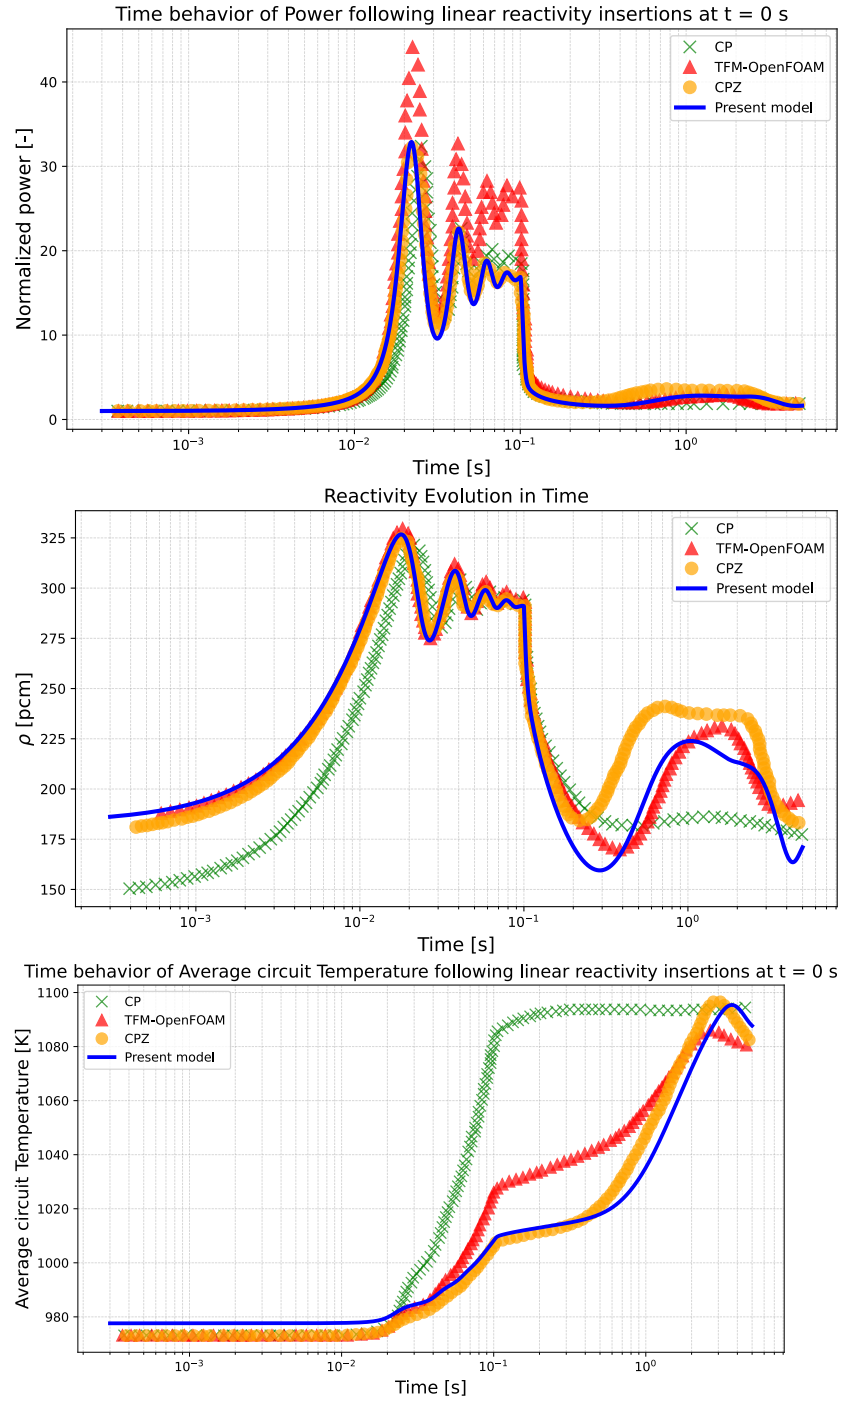 Time behavior of Power following linear reactivity insertions at t = 0 s
Normalized power [-]
40
30
20
10
0
CP
TFM-OpenFOAM
CPZ
Present model
10⁻³ 10⁻² 10⁻¹ 10⁰
Time [s]
Reactivity Evolution in Time
ρ [pcm]
325
300
275
250
225
200
175
150
CP
TFM-OpenFOAM
CPZ
Present model
10⁻³ 10⁻² 10⁻¹ 10⁰
Time [s]
Time behavior of Average circuit Temperature following linear reactivity insertions at t = 0 s
Average circuit Temperature [K]
1100
1080
1060
1040
1020
1000
980
CP
TFM-OpenFOAM
CPZ
Present model
10⁻³ 10⁻² 10⁻¹ 10⁰
Time [s]